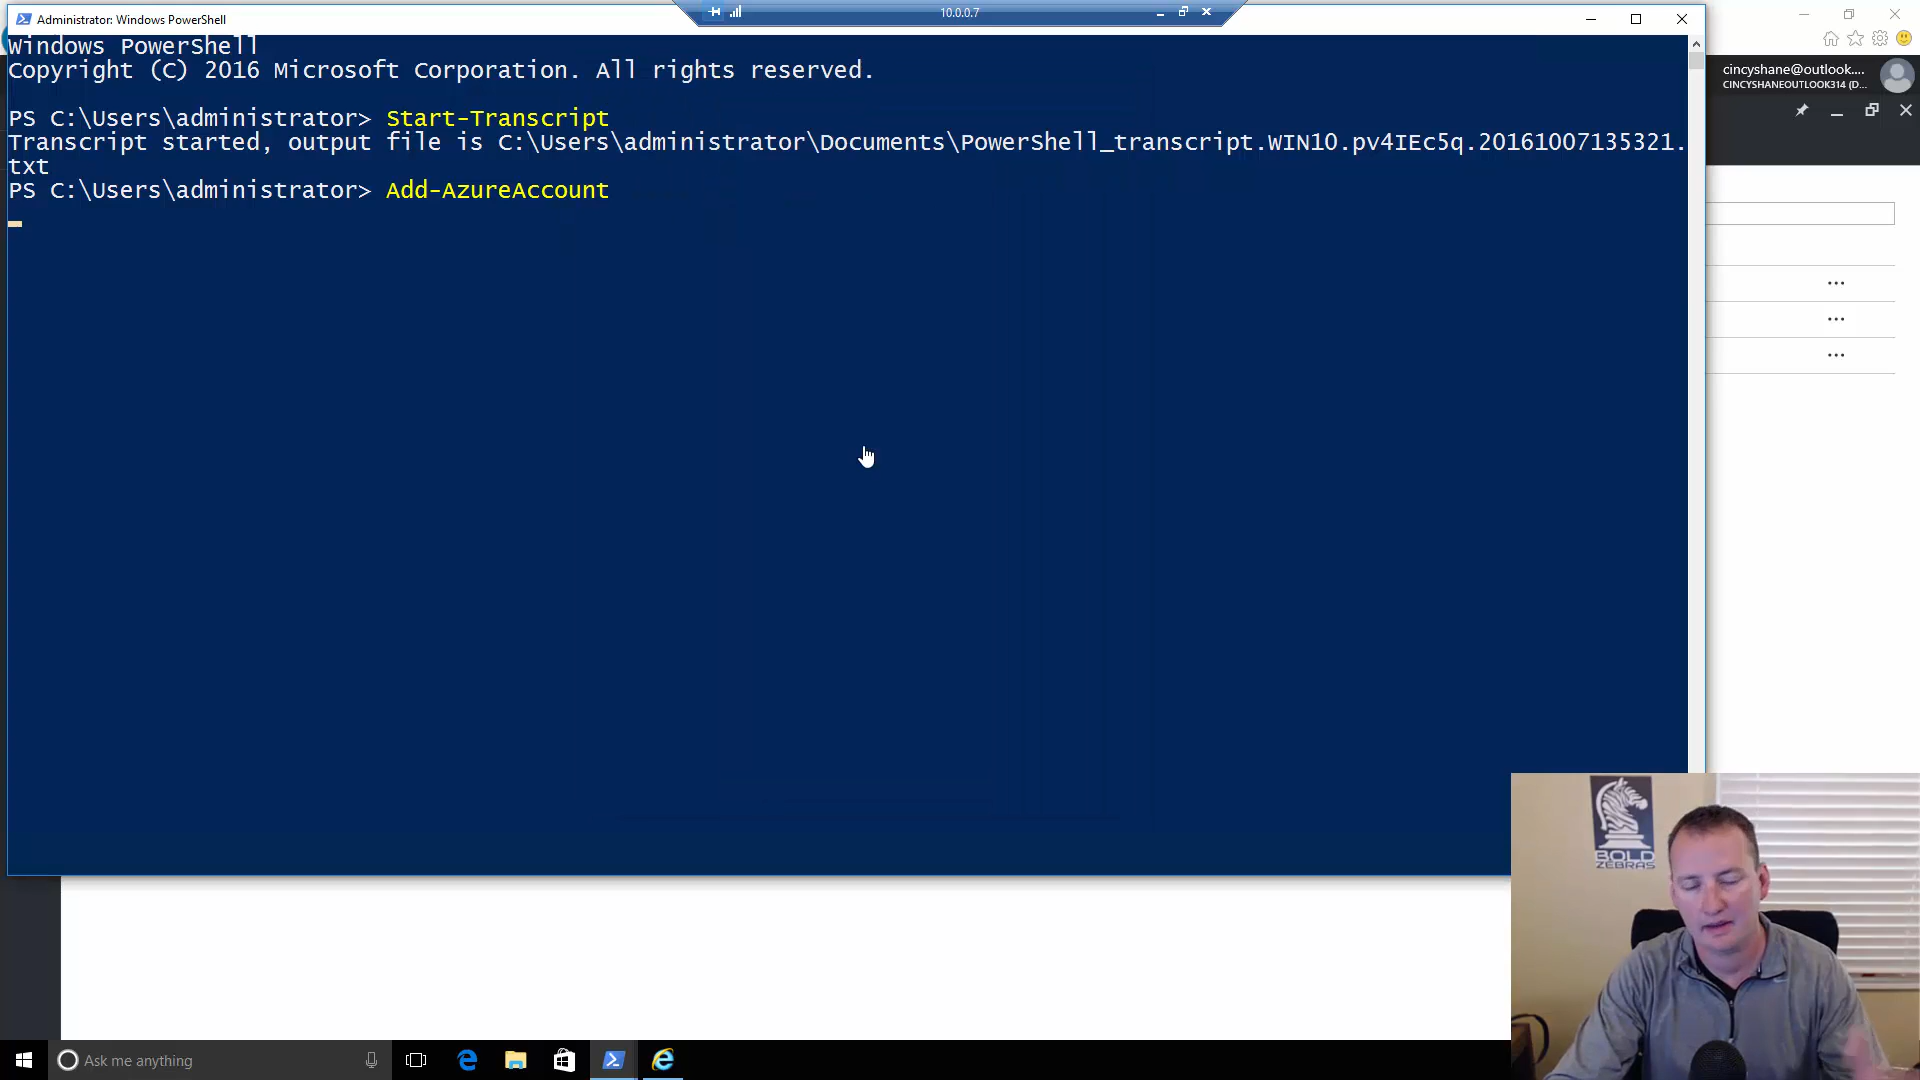 Administrator: Windows PowerShell
10.0.0.7
Windows PowerShell
Copyright (C) 2016 Microsoft Corporation. All rights reserved.
PS C:\Users\administrator> Start-Transcript
Transcript started, output file is C:\Users\administrator\Documents\PowerShell_transcript.WIN10.pv4IEc5q.20161007135321.
txt
PS C:\Users\administrator> Add-AzureAccount
cincyshane@outlook....
CINCYSHANEOUTLOOK314 (D...
BOLD
ZEBRAS
Ask me anything